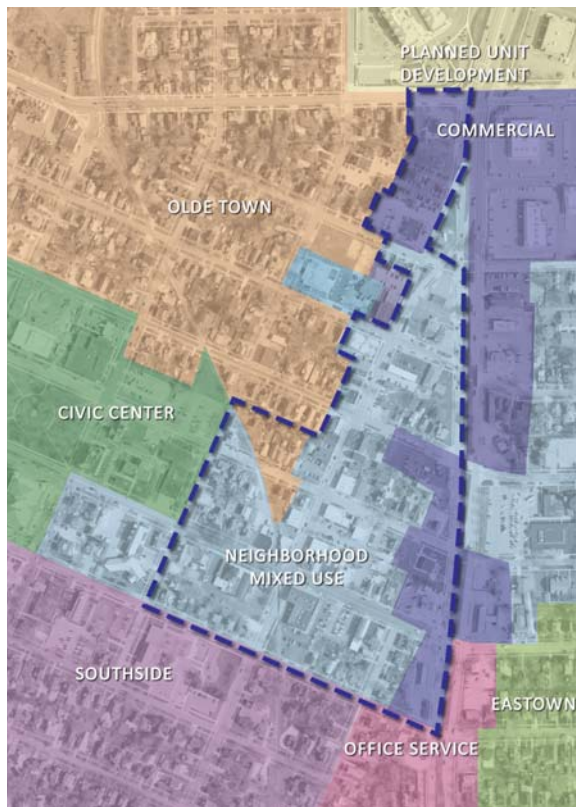 PLANNED UNIT
DEVELOPMENT
COMMERCIAL
OLDE TOWN
CIVIC CENTER
NEIGHBORHOOD
MIXED USE
SOUTHSIDE
EASTOWN
OFFICE SERVICE